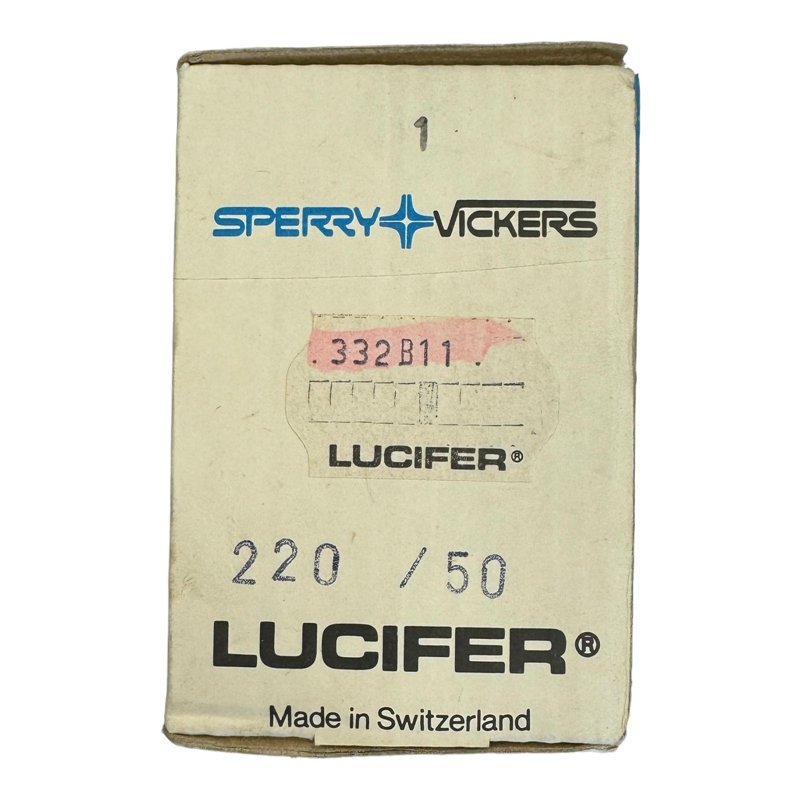 1
SPERRY VICKERS
.332B11.
LUCIFER®
220 /50
LUCIFER®
Made in Switzerland